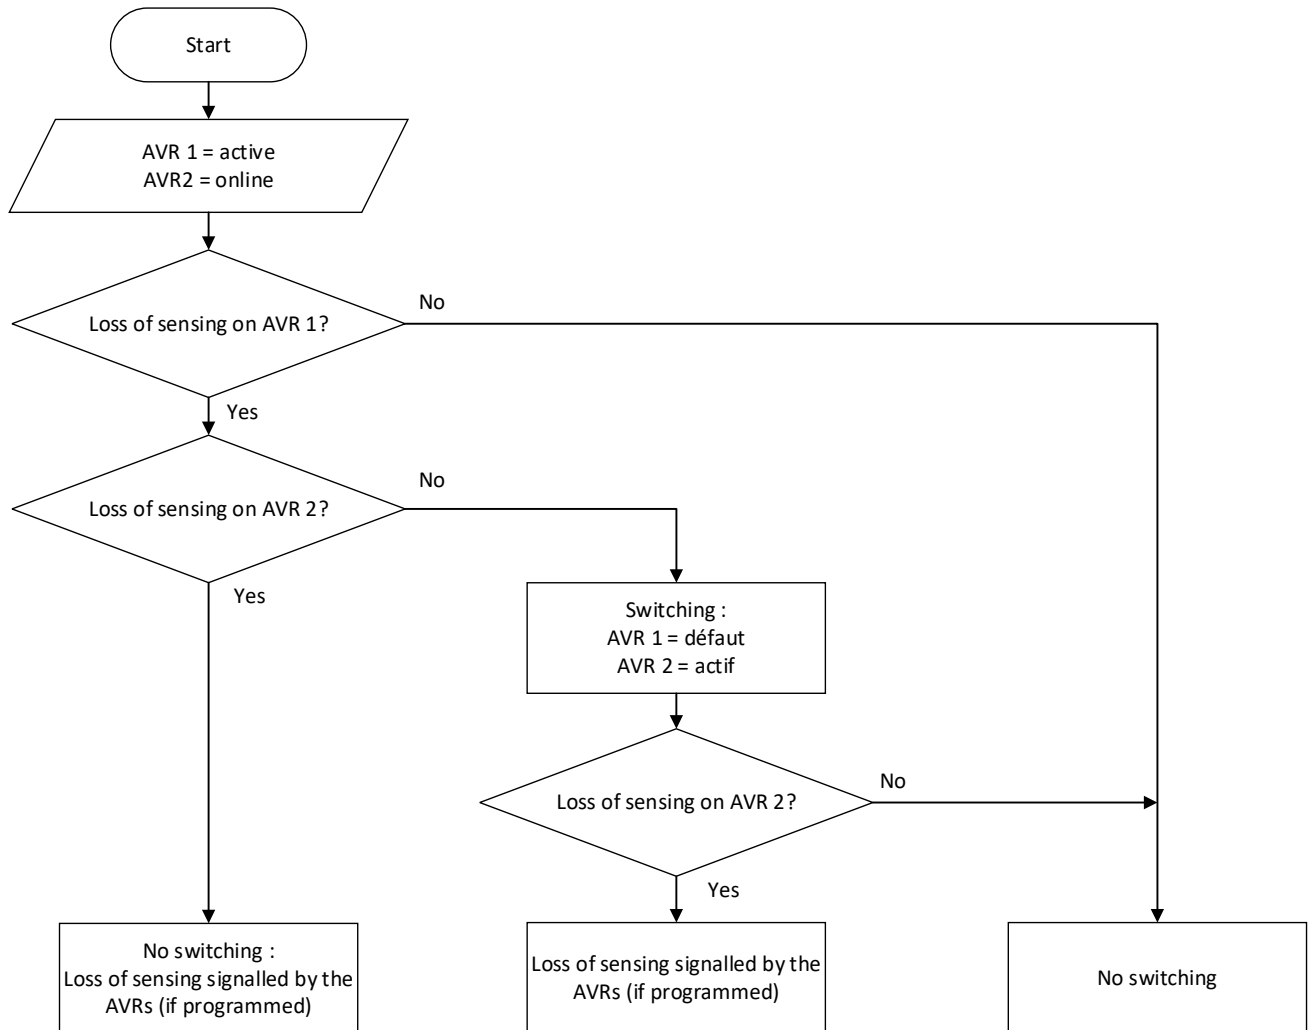 Start
AVR 1 = active
AVR2 = online
Loss of sensing on AVR 1?
No
Yes
Loss of sensing on AVR 2?
No
Yes
Switching :
AVR 1 = défaut
AVR 2 = actif
Loss of sensing on AVR 2?
No
Yes
No switching :
Loss of sensing signalled by the
AVRs (if programmed)
Loss of sensing signalled by the
AVRs (if programmed)
No switching